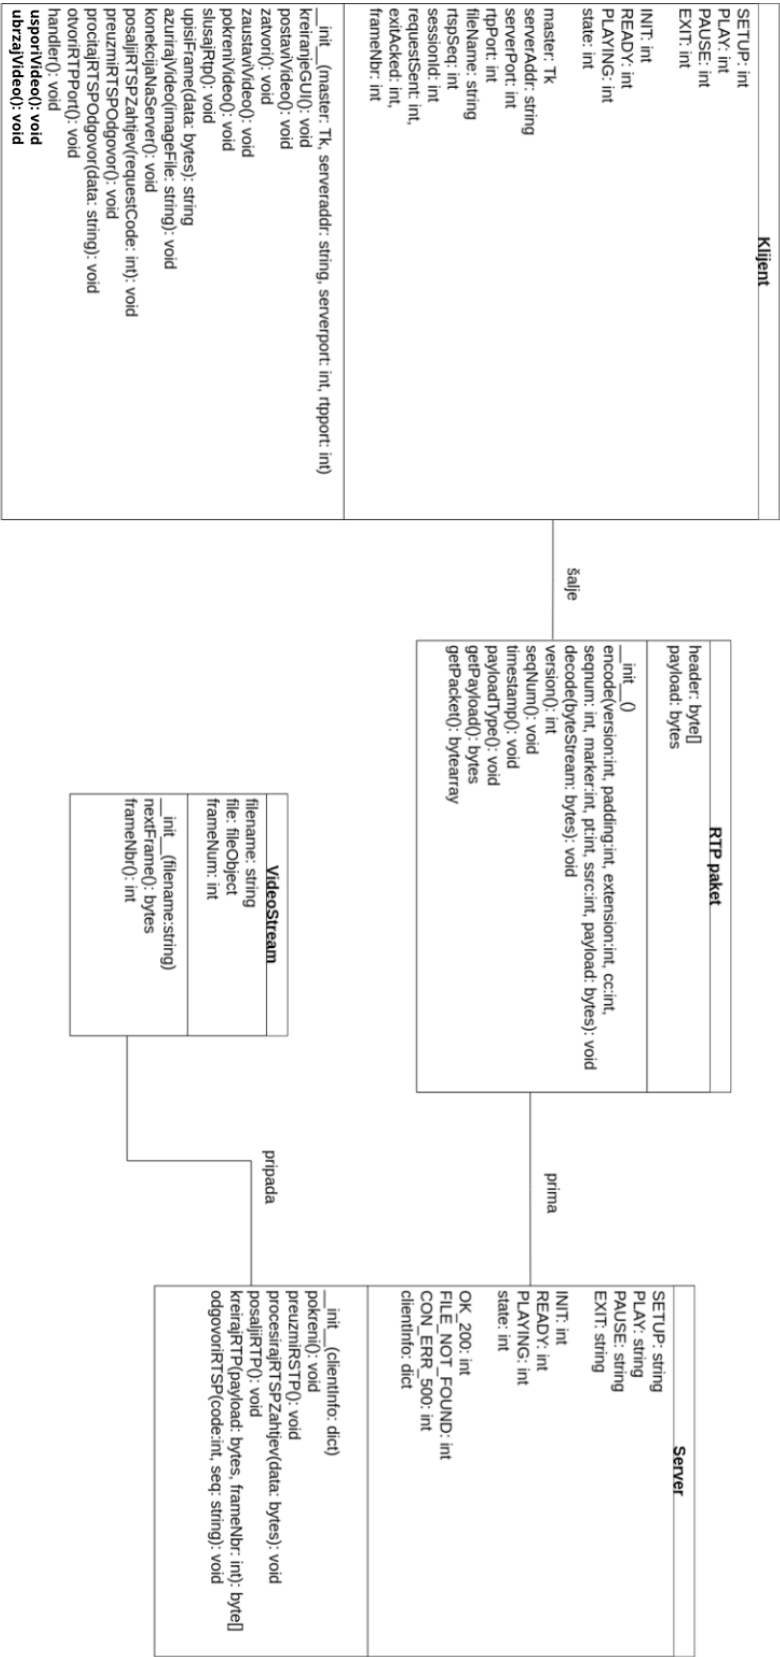 Klijent
SETUP: int
PLAY: int
PAUSE: int
EXIT: int
INIT: int
READY: int
PLAYING: int
state: int
master: Tk
serverAddr: string
serverPort: int
rtpPort: int
fileName: string
rtspSeq: int
sessionId: int
requestSent: int,
exitAcked: int,
frameNbr: int
__init__(master: Tk, serveraddr: string, serverport: int, rtpport: int)
kreiranjeGUI(): void
postaviVideo(): void
zatvori(): void
zaustaviVideo(): void
pokreniVideo(): void
slusajRtp(): void
upisiFrame(data: bytes): string
azurirajVideo(imageFile: string): void
konekcijaNaServer(): void
posaljiRTSPZahtjev(requestCode: int): void
preuzmiRTSPOdgovor(): void
procitajRTSPOdgovor(data: string): void
otvoriRTPPort(): void
handler(): void
usporiVideo(): void
ubrzajVideo(): void
šalje
RTP paket
header: byte[]
payload: bytes
__init__()
encode(version:int, padding:int, extension:int, cc:int,
seqnum: int, marker:int, pt:int, ssrc:int, payload: bytes): void
decode(byteStream: bytes): void
version(): int
seqNum(): void
timestamp(): void
payloadType(): void
getPayload(): bytes
getPacket(): bytearray
prima
VideoStream
filename: string
file: fileObject
frameNum: int
__init__(filename:string)
nextFrame(): bytes
frameNbr(): int
pripada
Server
SETUP: string
PLAY: string
PAUSE: string
EXIT: string
INIT: int
READY: int
PLAYING: int
state: int
OK_200: int
FILE_NOT_FOUND: int
CON_ERR_500: int
clientInfo: dict
__init__(clientInfo: dict)
pokreni(): void
preuzmiRSTP(): void
procesirajRTSPZahtjev(data: bytes): void
posaljiRTP(): void
kreirajRTP(payload: bytes, frameNbr: int): byte[]
odgovoriRTSP(code:int, seq: string): void